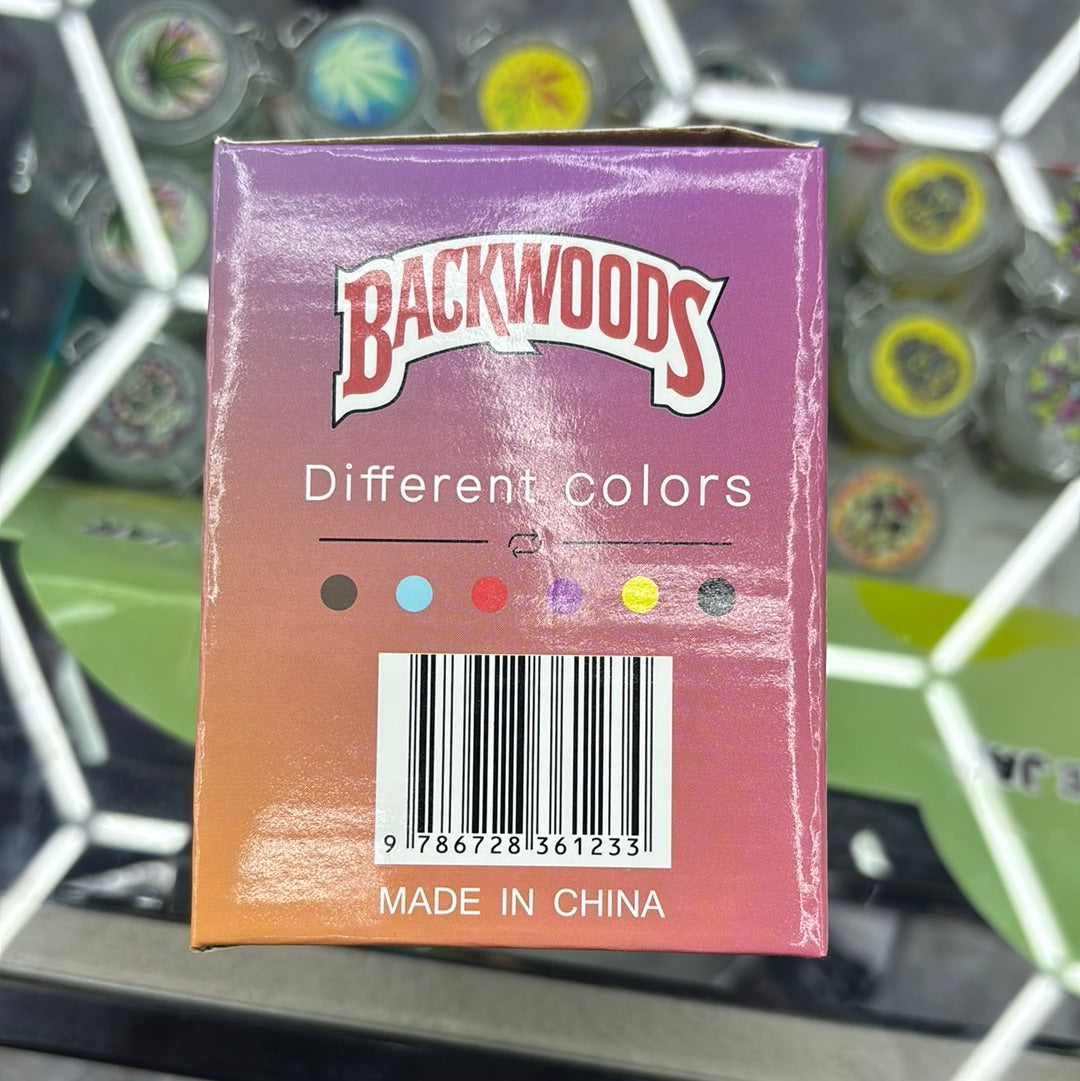 BACKWOODS
Different colors
9 786728 361233
MADE IN CHINA